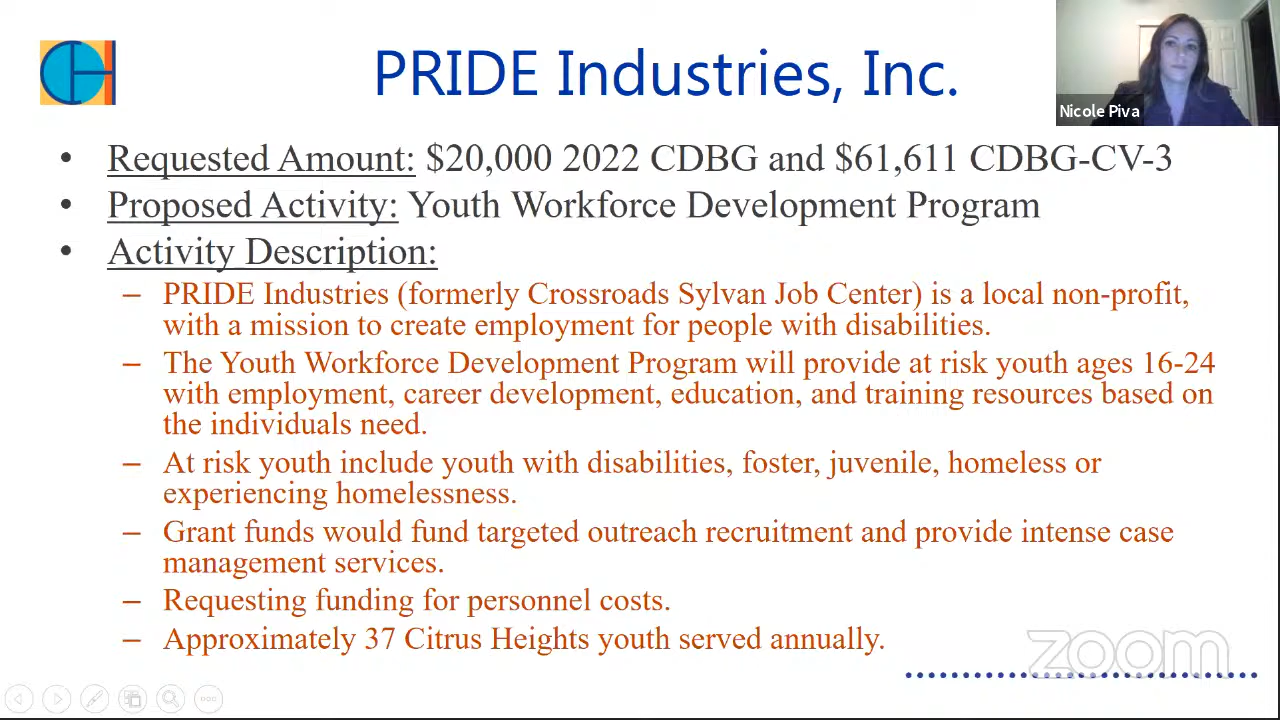 PRIDE Industries, Inc.
Nicole Piva
• Requested Amount: $20,000 2022 CDBG and $61,611 CDBG-CV-3
• Proposed Activity: Youth Workforce Development Program
• Activity Description:
– PRIDE Industries (formerly Crossroads Sylvan Job Center) is a local non-profit,
with a mission to create employment for people with disabilities.
– The Youth Workforce Development Program will provide at risk youth ages 16-24
with employment, career development, education, and training resources based on
the individuals need.
– At risk youth include youth with disabilities, foster, juvenile, homeless or
experiencing homelessness.
– Grant funds would fund targeted outreach recruitment and provide intense case
management services.
– Requesting funding for personnel costs.
– Approximately 37 Citrus Heights youth served annually.
zoom